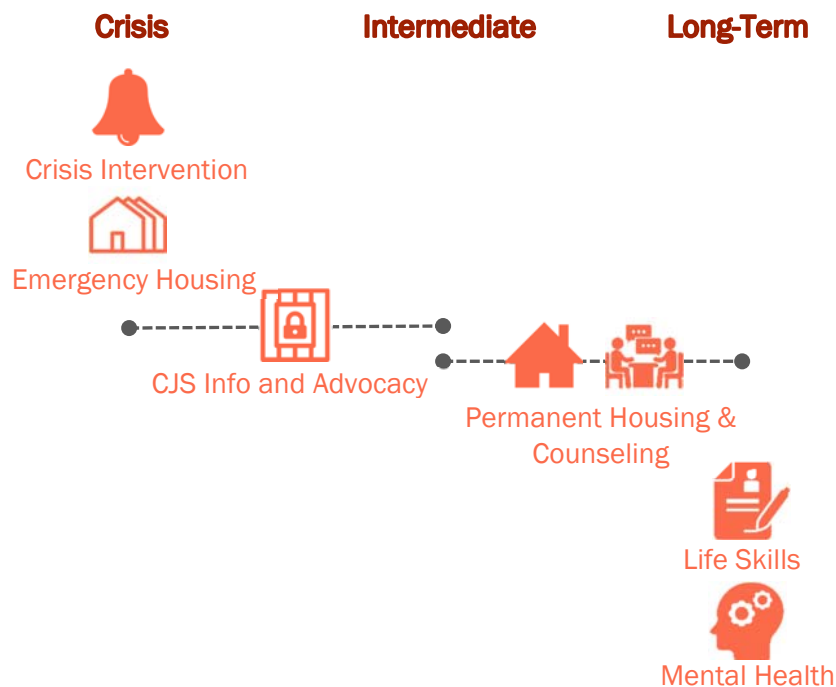 Crisis
Intermediate
Long-Term
Crisis Intervention
Emergency Housing
CJS Info and Advocacy
Permanent Housing &
Counseling
Life Skills
Mental Health